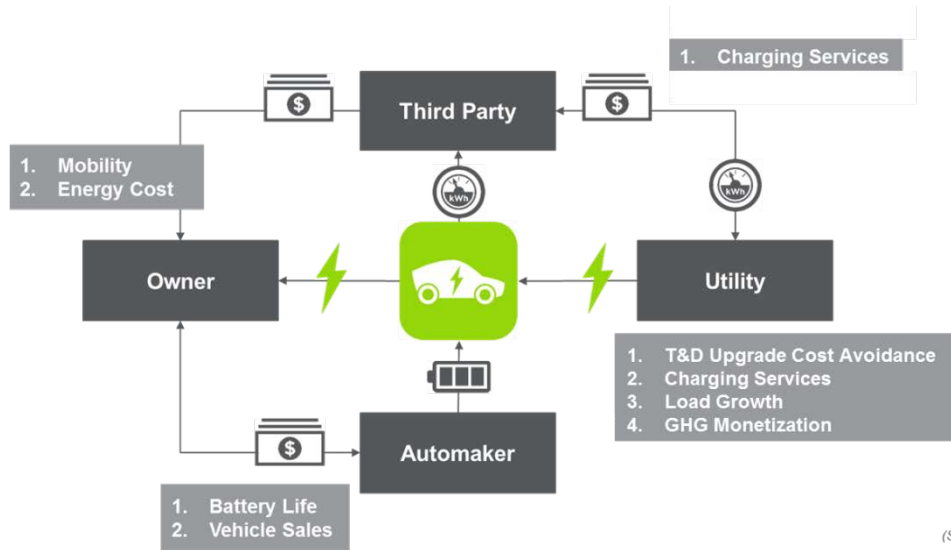 1. Charging Services
$
$
Third Party
1. Mobility
2. Energy Cost
kWh
kWh
Owner
Utility
1. T&D Upgrade Cost Avoidance
2. Charging Services
3. Load Growth
4. GHG Monetization
$
Automaker
1. Battery Life
2. Vehicle Sales